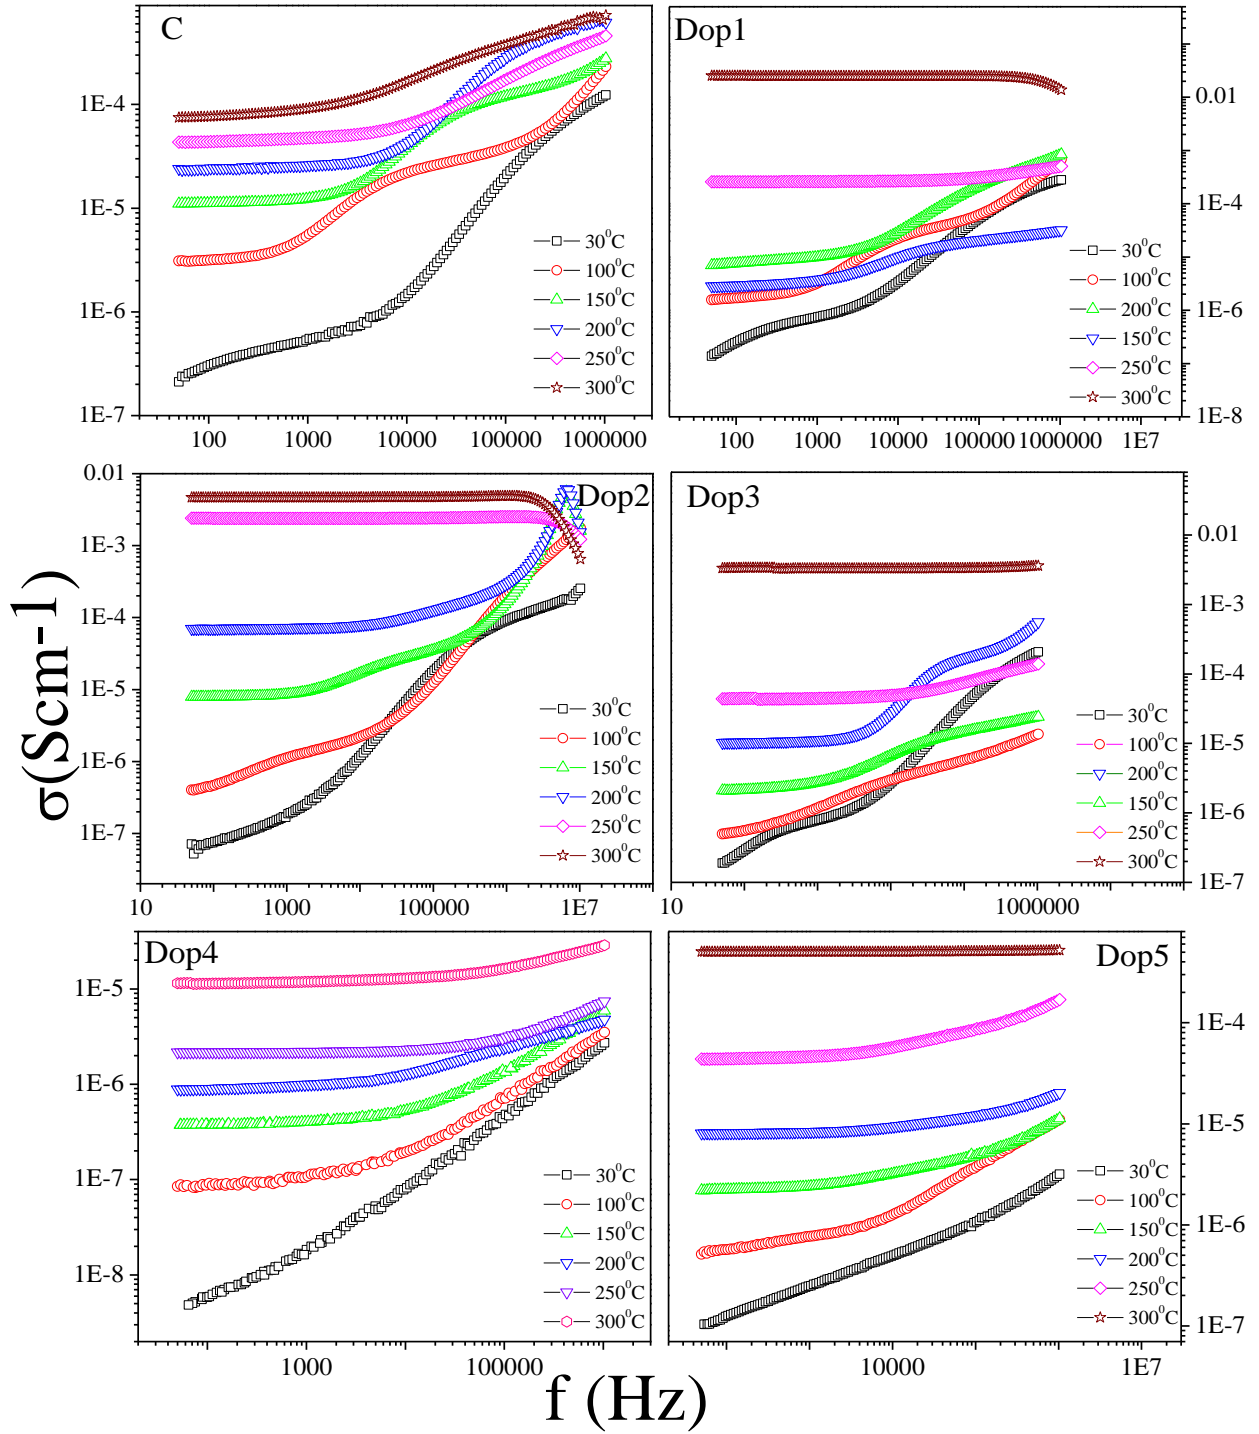 C
1E-4
1E-5
1E-6
1E-7
30⁰C
100⁰C
150⁰C
200⁰C
250⁰C
300⁰C
100
1000
10000
100000
1000000
Dop1
0.01
1E-4
1E-6
1E-8
30⁰C
100⁰C
200⁰C
150⁰C
250⁰C
300⁰C
100
1000
10000
100000
1000000
1E7
σ(Scm-1)
Dop2
0.01
1E-3
1E-4
1E-5
1E-6
1E-7
30⁰C
100⁰C
150⁰C
200⁰C
250⁰C
300⁰C
10
1000
100000
1E7
Dop3
0.01
1E-3
1E-4
1E-5
1E-6
1E-7
30⁰C
100⁰C
200⁰C
150⁰C
250⁰C
300⁰C
10
1000000
Dop4
1E-5
1E-6
1E-7
1E-8
30⁰C
100⁰C
150⁰C
200⁰C
250⁰C
300⁰C
1000
100000
Dop5
1E-4
1E-5
1E-6
1E-7
30⁰C
100⁰C
150⁰C
200⁰C
250⁰C
300⁰C
10000
1E7
f (Hz)